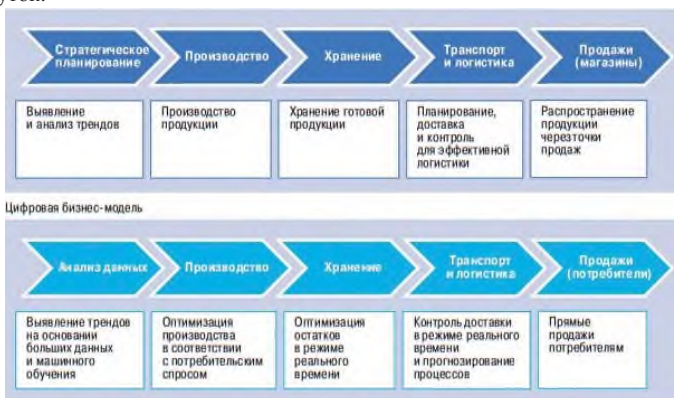 Стратегическое
планирование
Производство
Хранение
Транспорт
и логистика
Продажи
(магазины)
Выявление
и анализ трендов
Производство
продукции
Хранение готовой
продукции
Планирование,
доставка
и контроль
для эффективной
логистики
Распространение
продукции
черезточки
продаж
Цифровая бизнес-модель
Анализ данных
Производство
Хранение
Транспорт
и логистика
Продажи
(потребители)
Выявление трендов
на основании
больших данных
и машинного
обучения
Оптимизация
производства
в соответствии
с потребительским
спросом
Оптимизация
остатков
в режиме
реального
времени
Контроль доставки
в режиме реального
времени
и прогнозирование
процессов
Прямые
продажи
потребителям